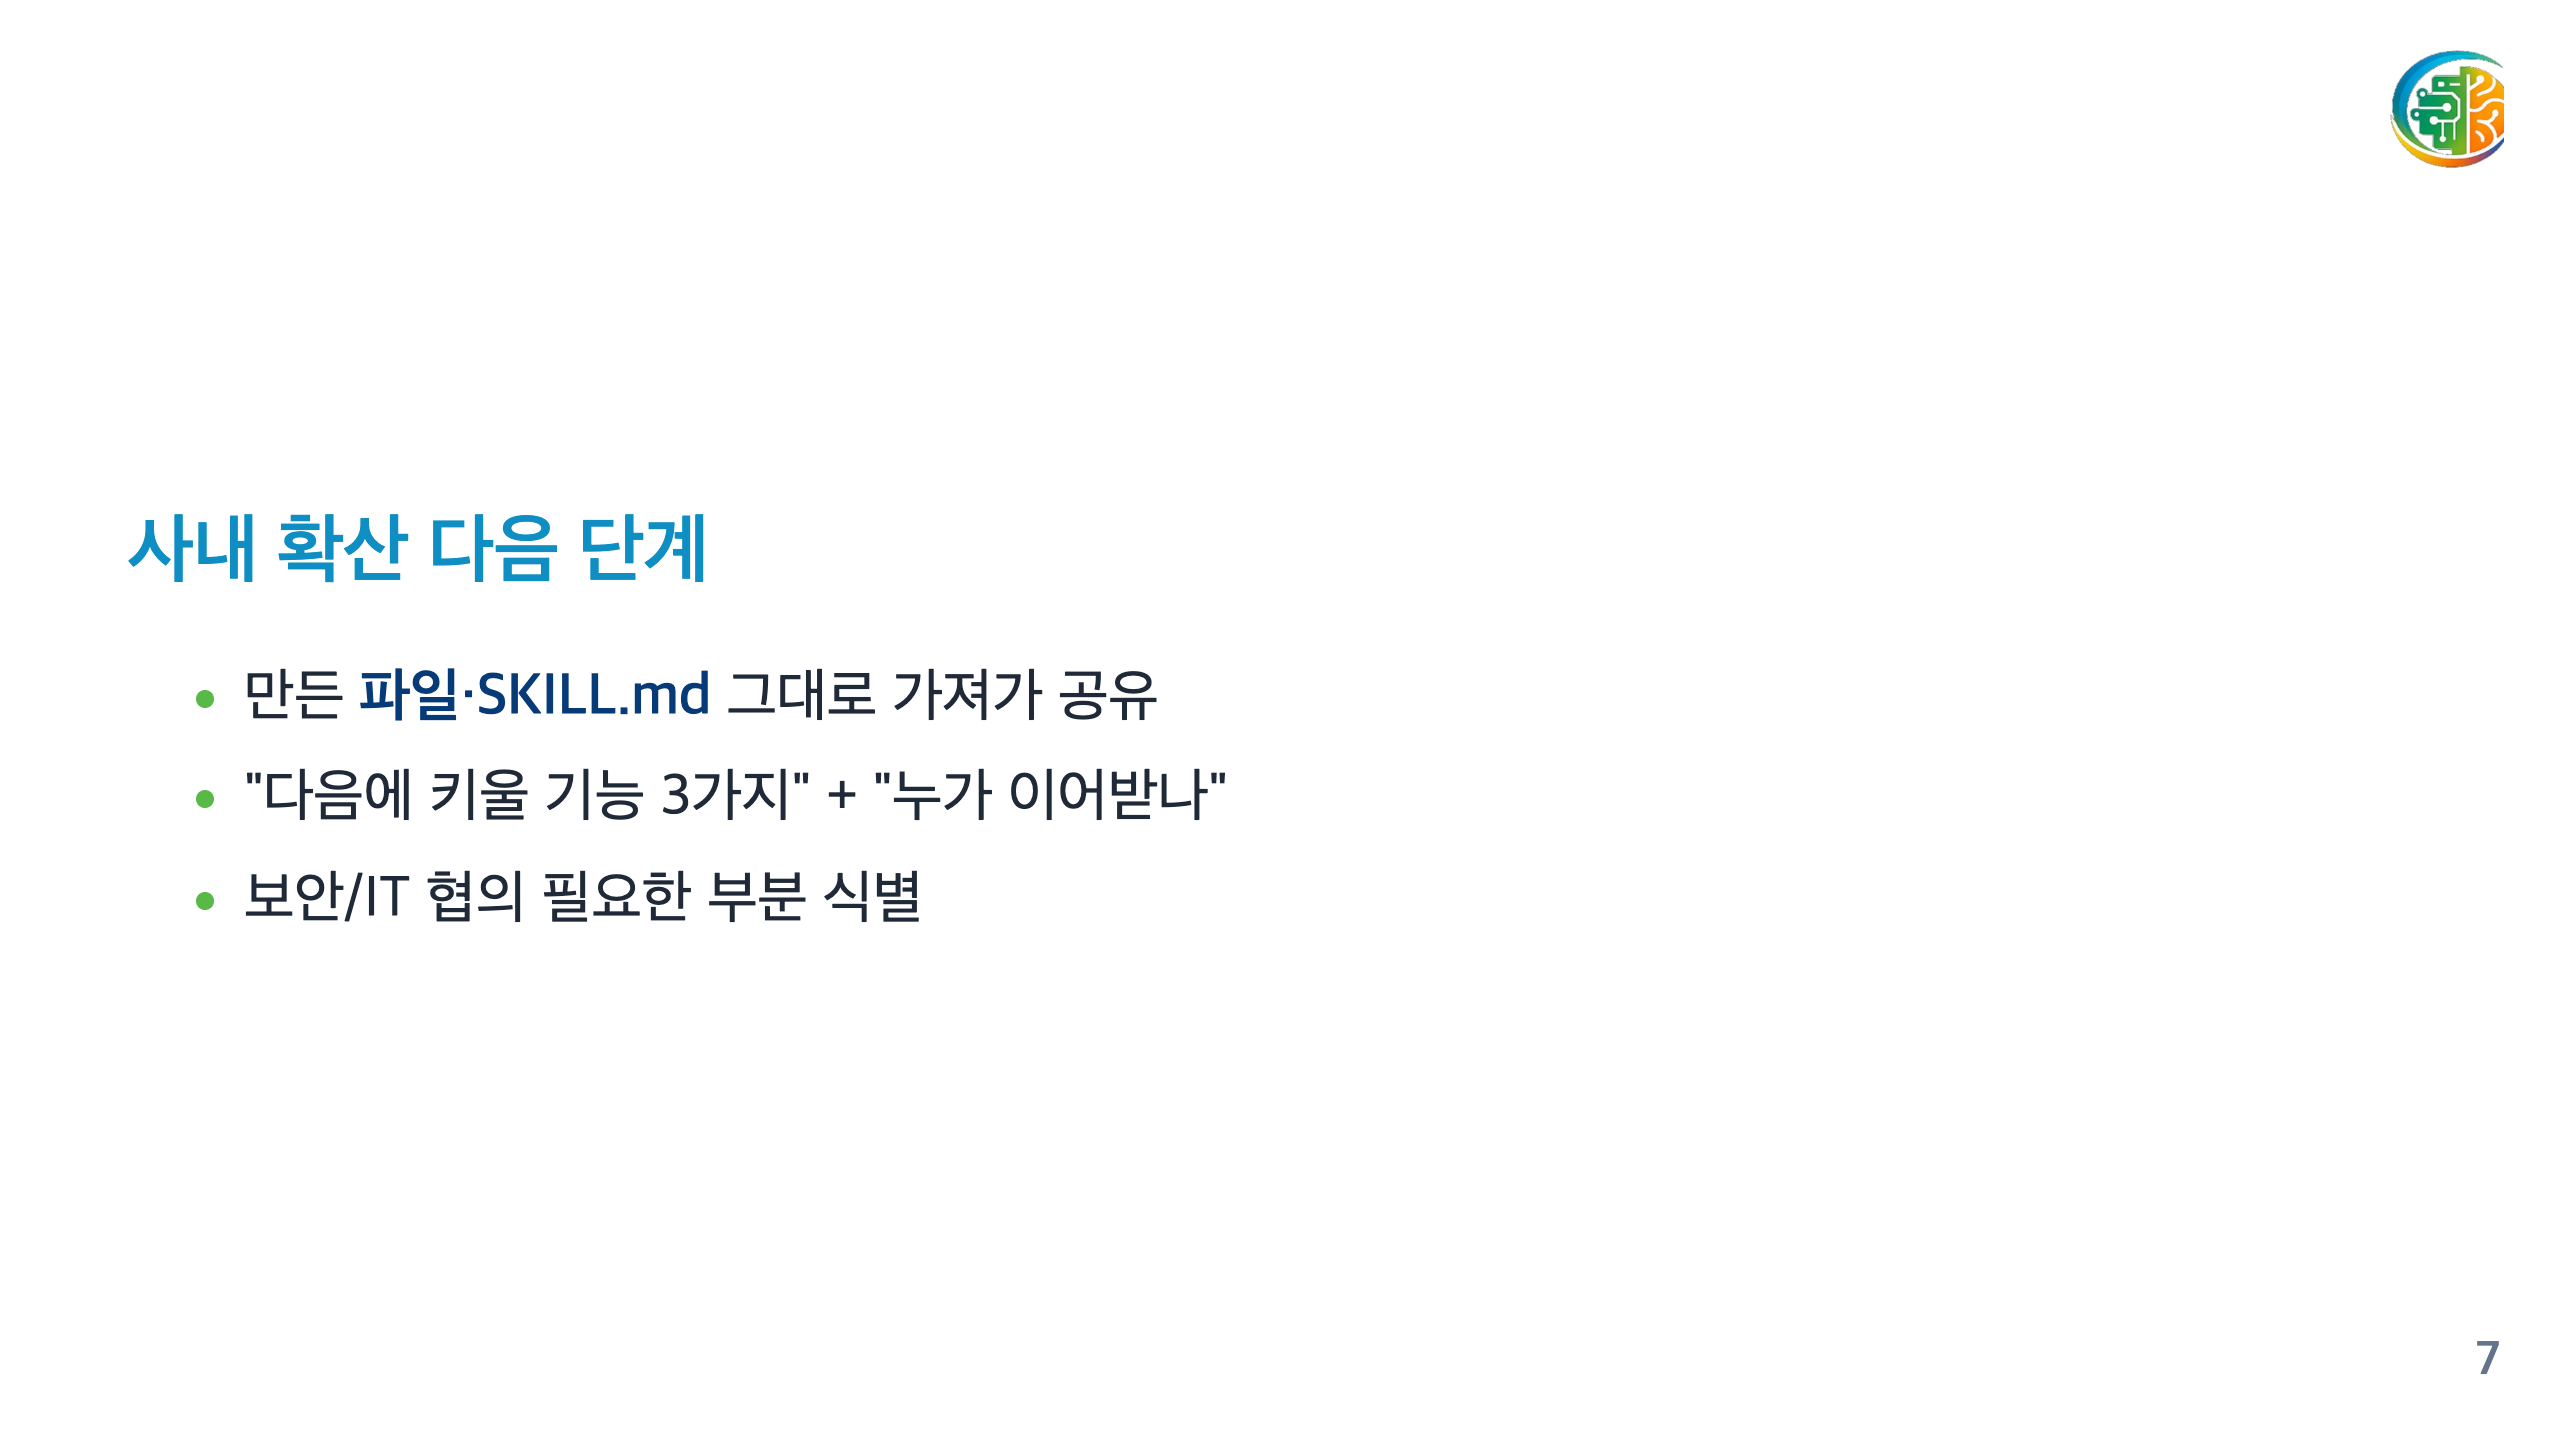 사내 확산 다음 단계
• 만든 파일·SKILL.md 그대로 가져가 공유
• "다음에 키울 기능 3가지" + "누가 이어받나"
• 보안/IT 협의 필요한 부분 식별
7